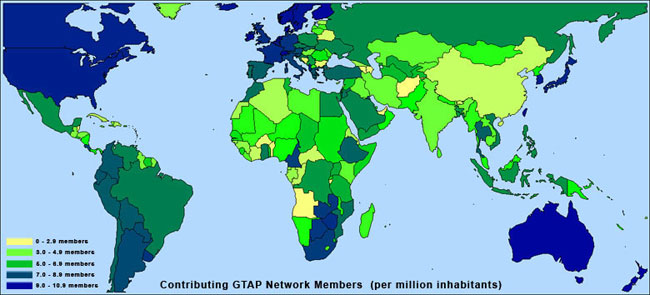 0 - 2.9 members
3.0 - 4.9 members
5.0 - 6.9 members
7.0 - 8.9 members
9.0 - 10.9 members
Contributing GTAP Network Members (per million inhabitants)